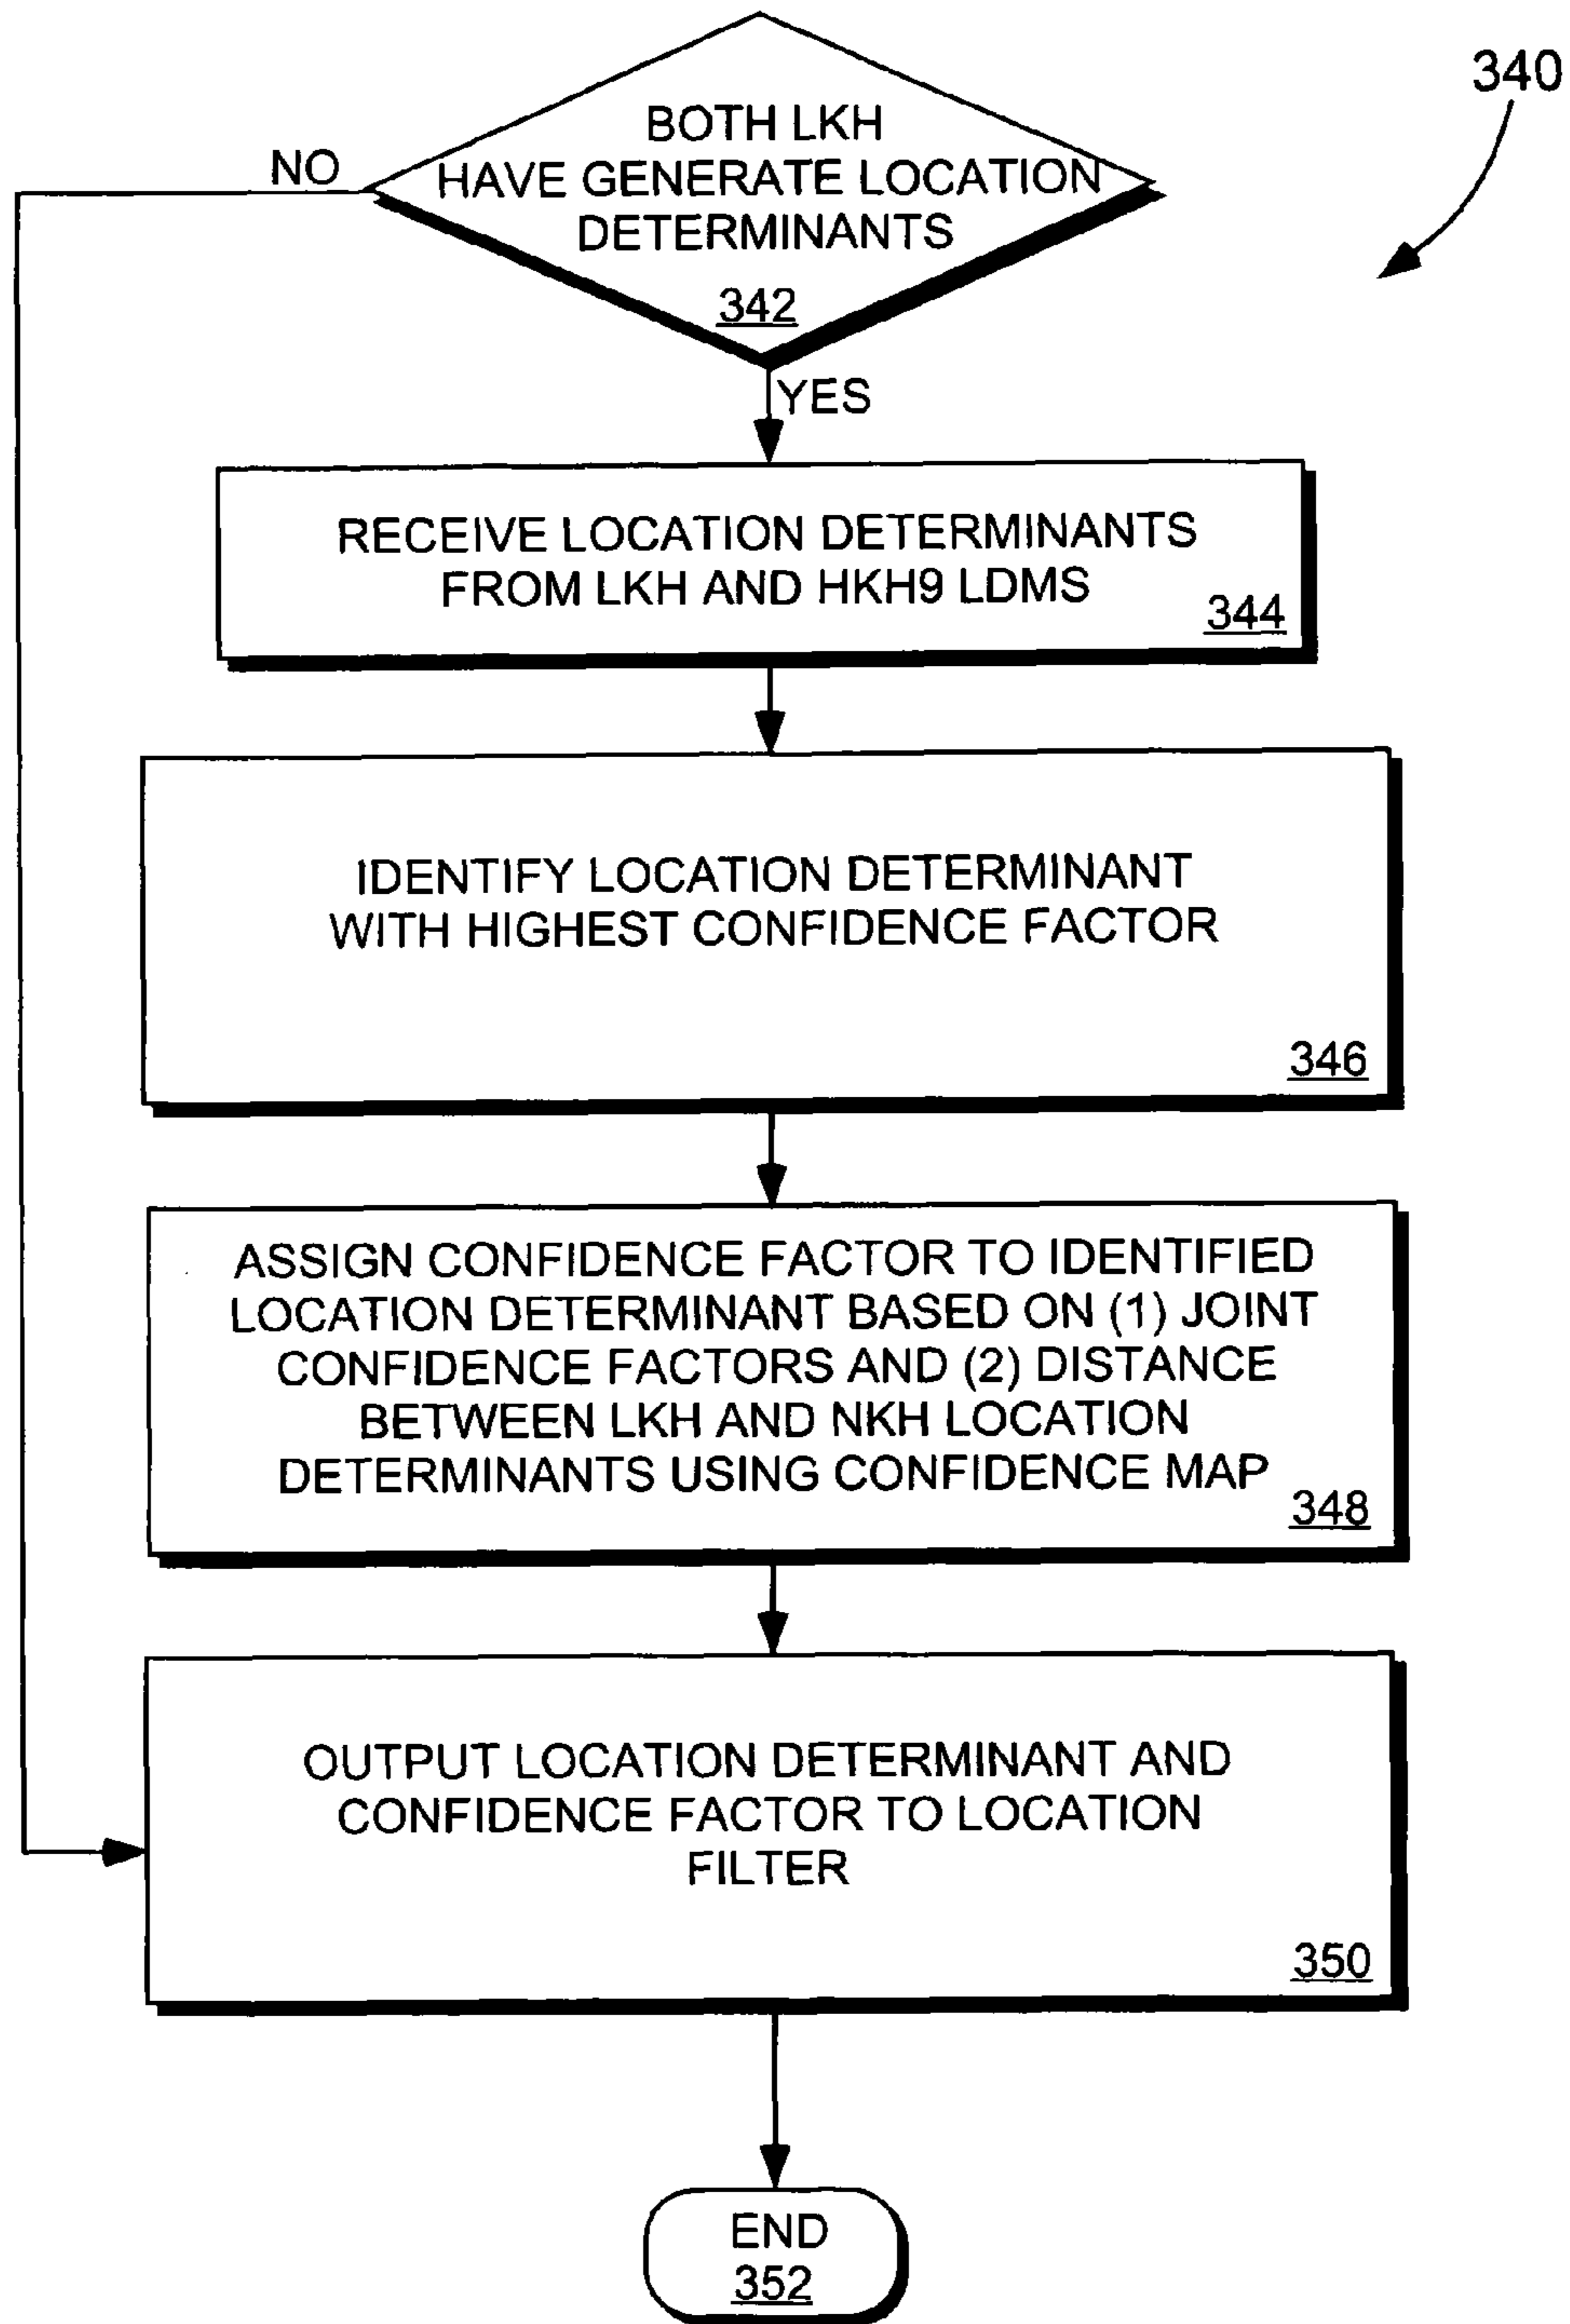 340
BOTH LKH
HAVE GENERATE LOCATION
DETERMINANTS
342
NO
YES
RECEIVE LOCATION DETERMINANTS
FROM LKH AND HKH9 LDMS
344
IDENTIFY LOCATION DETERMINANT
WITH HIGHEST CONFIDENCE FACTOR
346
ASSIGN CONFIDENCE FACTOR TO IDENTIFIED
LOCATION DETERMINANT BASED ON (1) JOINT
CONFIDENCE FACTORS AND (2) DISTANCE
BETWEEN LKH AND NKH LOCATION
DETERMINANTS USING CONFIDENCE MAP
348
OUTPUT LOCATION DETERMINANT AND
CONFIDENCE FACTOR TO LOCATION
FILTER
350
END
352